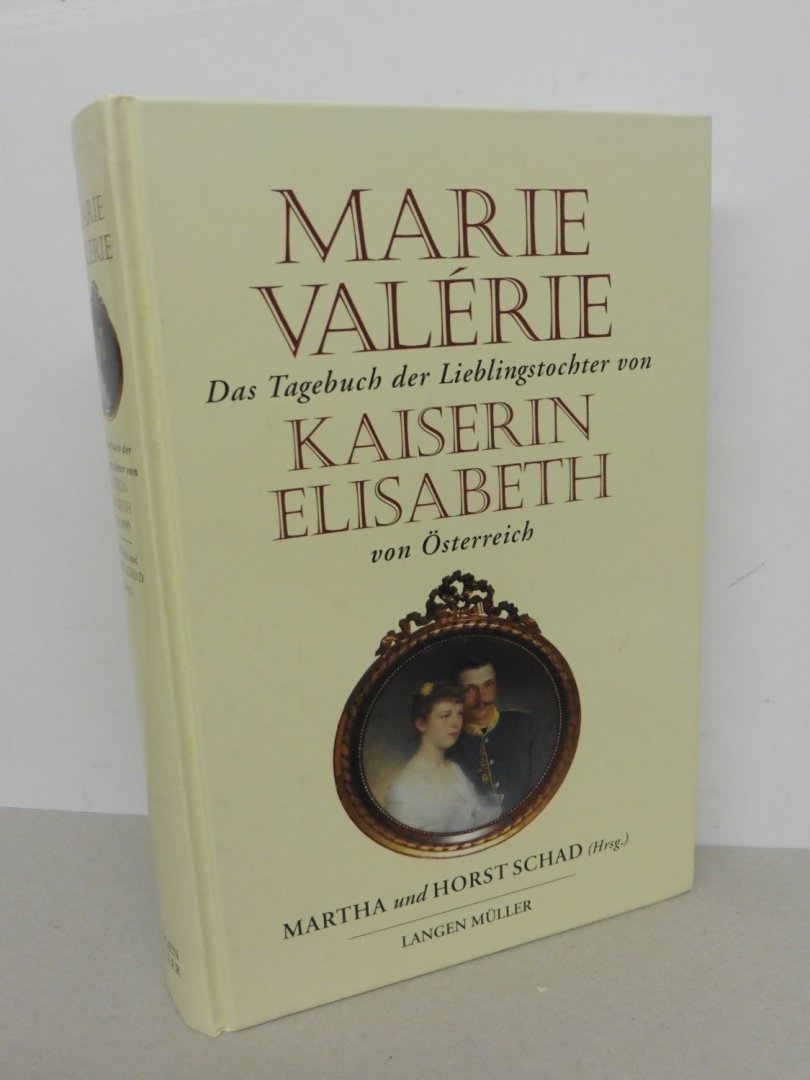 MARIE
VALÉRIE
Das Tagebuch der Lieblingstochter von
KAISERIN
ELISABETH
von Österreich
MARTHA und HORST SCHAD (Hrsg.)
LANGEN MÜLLER